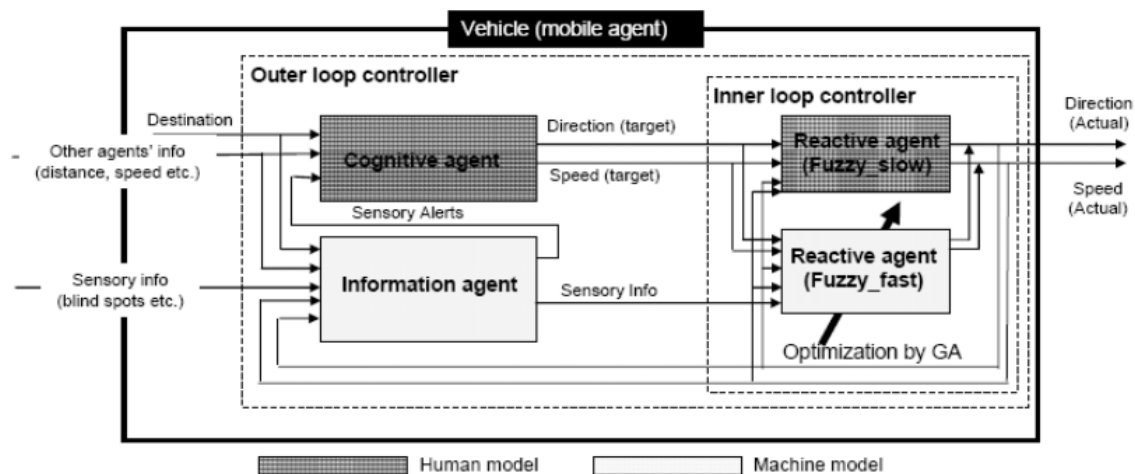 Vehicle (mobile agent)
Outer loop controller
Inner loop controller
Destination
Other agents' info
(distance, speed etc.)
Cognitive agent
Direction (target)
Speed (target)
Reactive agent
(Fuzzy_slow)
Direction
(Actual)
Speed
(Actual)
Sensory Alerts
Sensory info
(blind spots etc.)
Information agent
Sensory Info
Reactive agent
(Fuzzy_fast)
Optimization by GA
Human model
Machine model